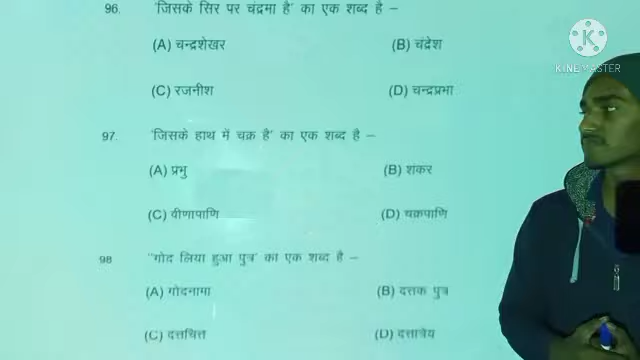 96. 'जिसके सिर पर चंद्रमा है' का एक शब्द है –
(A) चन्द्रशेखर (B) चंद्रेश
(C) रजनीश (D) चन्द्रप्रभा
97. 'जिसके हाथ में चक्र है' का एक शब्द है –
(A) प्रभु (B) शंकर
(C) वीणापाणि (D) चक्रपाणि
98 "गोद लिया हुआ पुत्र' का एक शब्द है –
(A) गोदनामा (B) दत्तक पुत्र
(C) दत्तचित्त (D) दत्तात्रेय
KINEMASTER